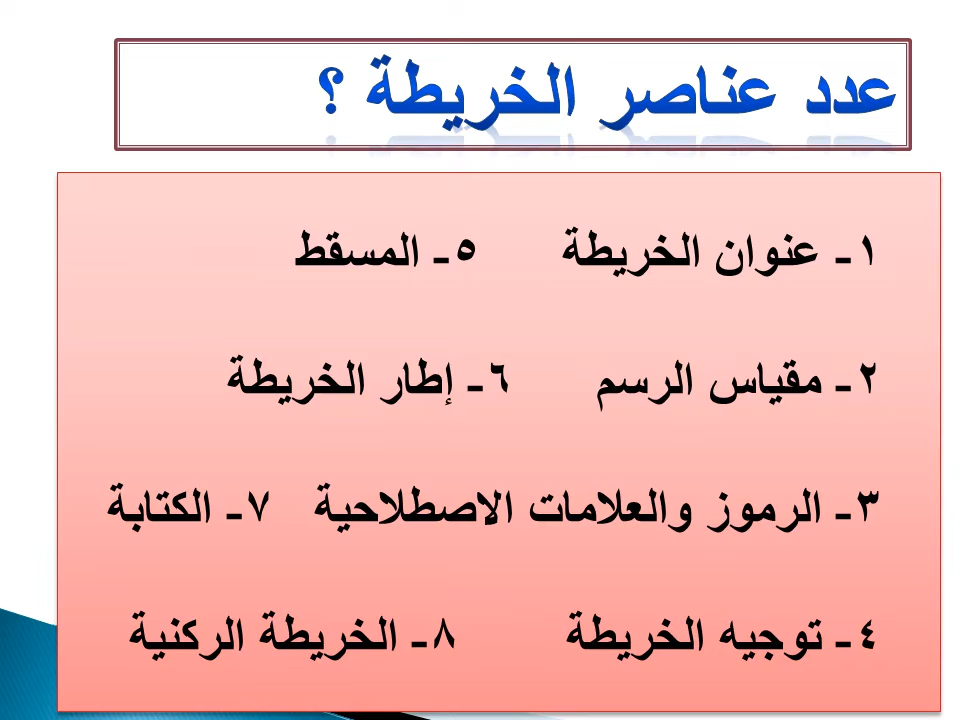 عدد عناصر الخريطة ؟
١- عنوان الخريطة ٥- المسقط
٢- مقياس الرسم ٦- إطار الخريطة
٣- الرموز والعلامات الاصطلاحية ٧- الكتابة
٤- توجيه الخريطة ٨- الخريطة الركنية